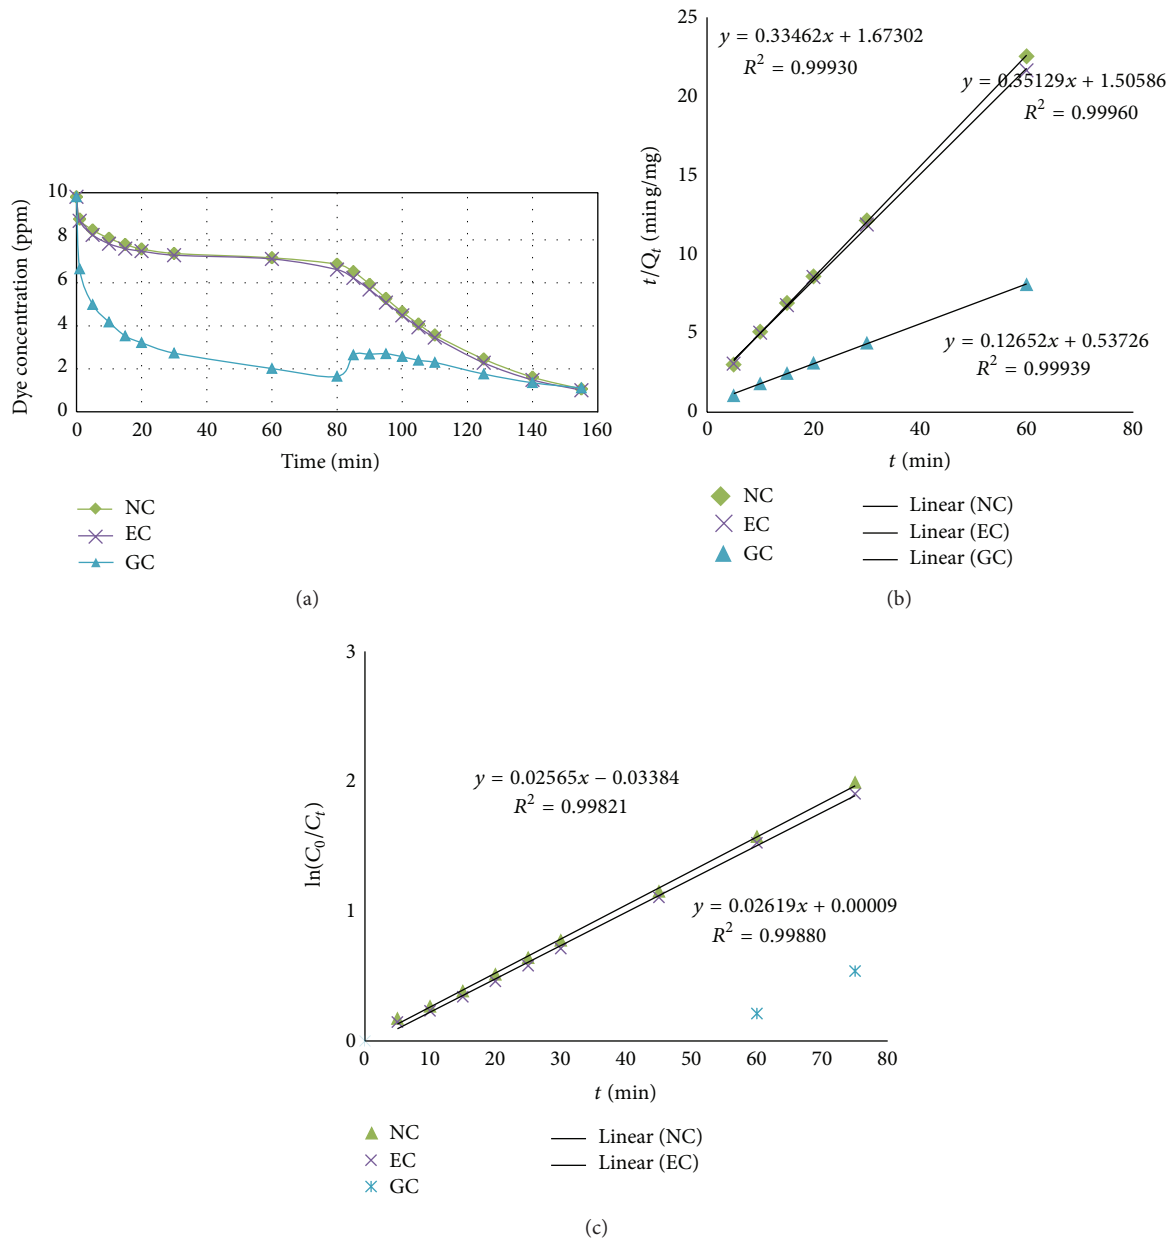 Dye concentration (ppm)
10
8
6
4
2
0
0 20 40 60 80 100 120 140 160
Time (min)
NC
EC
GC
(a)
y = 0.33462x + 1.67302
R² = 0.99930
y = 0.35129x + 1.50586
R² = 0.99960
y = 0.12652x + 0.53726
R² = 0.99939
t/Qt (min g/mg)
25
20
15
10
5
0
0 20 40 60 80
t (min)
NC
EC
GC
Linear (NC)
Linear (EC)
Linear (GC)
(b)
ln(C0/Ct)
3
2
1
0
y = 0.02565x − 0.03384
R² = 0.99821
y = 0.02619x + 0.00009
R² = 0.99880
0 10 20 30 40 50 60 70 80
t (min)
NC
EC
GC
Linear (NC)
Linear (EC)
(c)